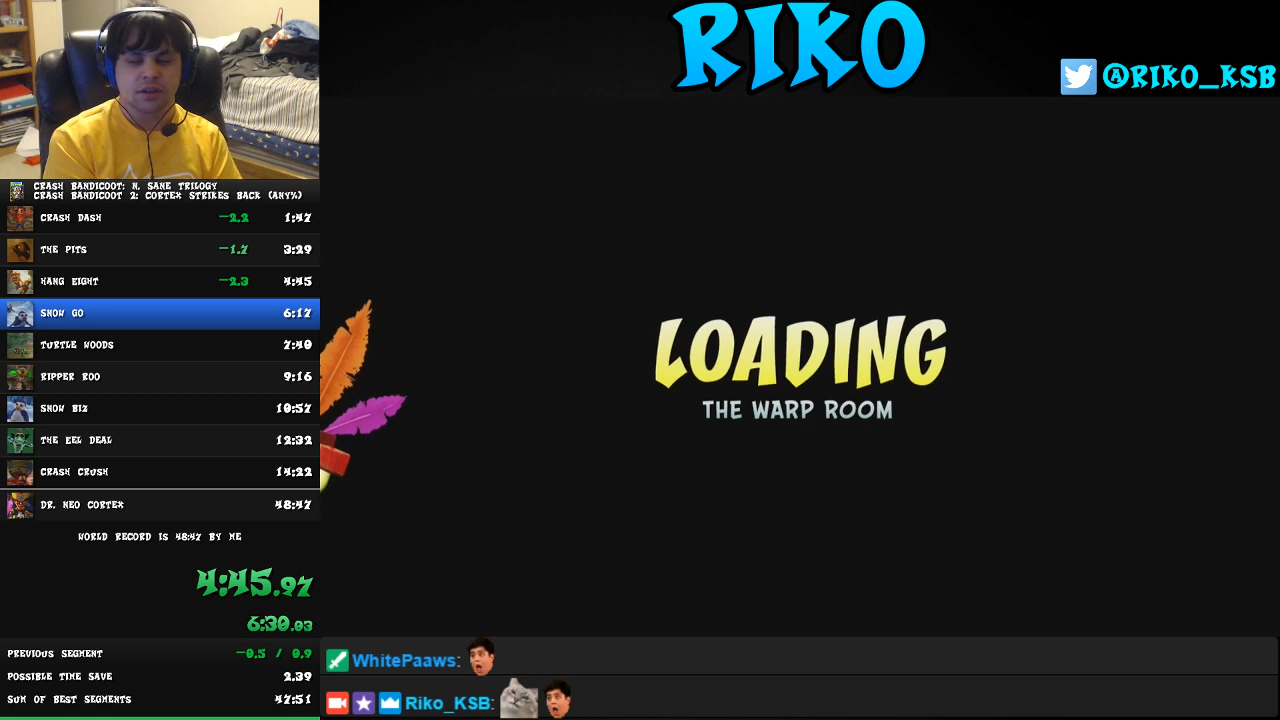 RIKO
@RIKO_KSB
CRASH BANDICOOT: N. SANE TRILOGY
CRASH BANDICOOT 2: CORTEX STRIKES BACK (ANY%)
CRASH DASH -2.2 1:47
THE PITS -1.7 3:29
HANG EIGHT -2.3 4:45
SNOW GO 6:17
TURTLE WOODS 7:40
RIPPER ROO 9:16
SNOW BIZ 10:57
THE EEL DEAL 12:32
CRASH CRUSH 14:22
DR. NEO CORTEX 48:47
WORLD RECORD IS 48:47 BY ME
4:45.97
6:30.03
PREVIOUS SEGMENT -0.5 / 0.9
POSSIBLE TIME SAVE 2.39
SUM OF BEST SEGMENTS 47:51
LOADING
THE WARP ROOM
WhitePaaws:
Riko_KSB: